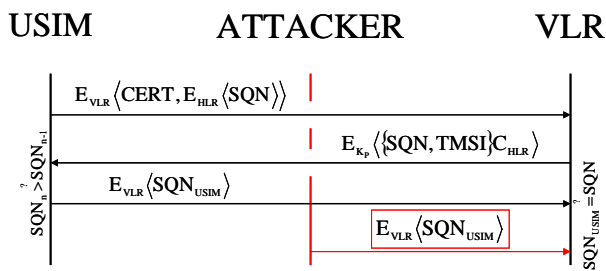 USIM ATTACKER VLR
E_VLR⟨CERT, E_HLR⟨SQN⟩⟩
E_K_P⟨{SQN, TMSI}C_HLR⟩
SQN_n >^? SQN_n-1
E_VLR⟨SQN_USIM⟩
E_VLR⟨SQN_USIM⟩
SQN_USIM =^? SQN